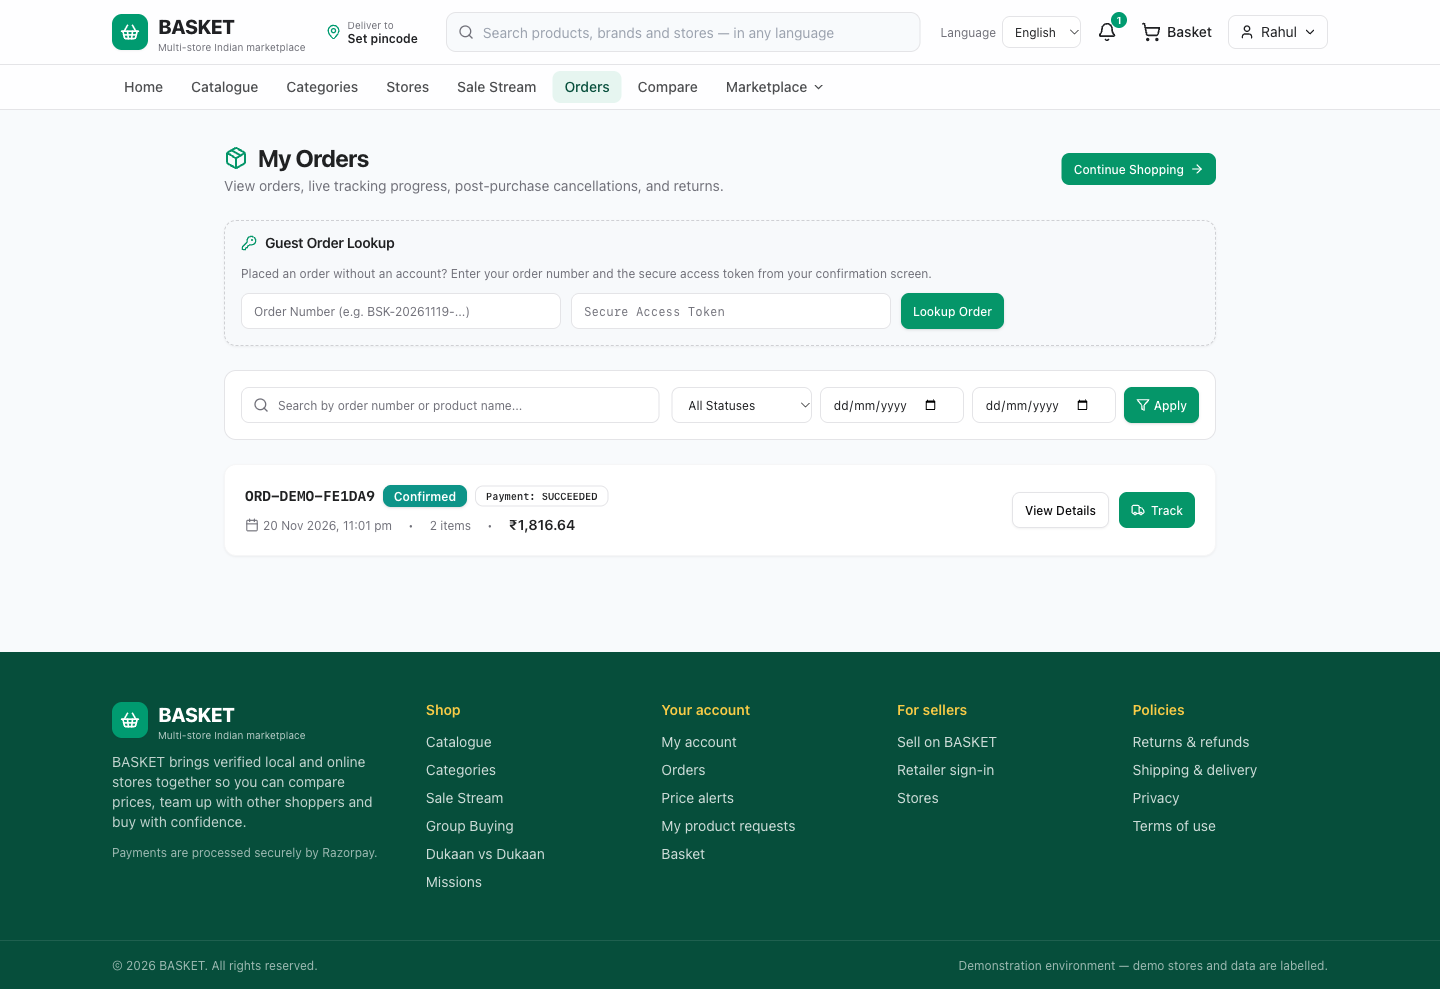 BASKET
Multi-store Indian marketplace
Deliver to
Set pincode
Search products, brands and stores — in any language
Language
English
1
Basket
Rahul
Home
Catalogue
Categories
Stores
Sale Stream
Orders
Compare
Marketplace
My Orders
View orders, live tracking progress, post-purchase cancellations, and returns.
Continue Shopping
Guest Order Lookup
Placed an order without an account? Enter your order number and the secure access token from your confirmation screen.
Order Number (e.g. BSK-20261119-...)
Secure Access Token
Lookup Order
Search by order number or product name...
All Statuses
dd/mm/yyyy
dd/mm/yyyy
Apply
ORD-DEMO-FE1DA9
Confirmed
Payment: SUCCEEDED
20 Nov 2026, 11:01 pm • 2 items • ₹1,816.64
View Details
Track
BASKET
Multi-store Indian marketplace
BASKET brings verified local and online
stores together so you can compare
prices, team up with other shoppers and
buy with confidence.
Payments are processed securely by Razorpay.
Shop
Catalogue
Categories
Sale Stream
Group Buying
Dukaan vs Dukaan
Missions
Your account
My account
Orders
Price alerts
My product requests
Basket
For sellers
Sell on BASKET
Retailer sign-in
Stores
Policies
Returns & refunds
Shipping & delivery
Privacy
Terms of use
© 2026 BASKET. All rights reserved.
Demonstration environment — demo stores and data are labelled.